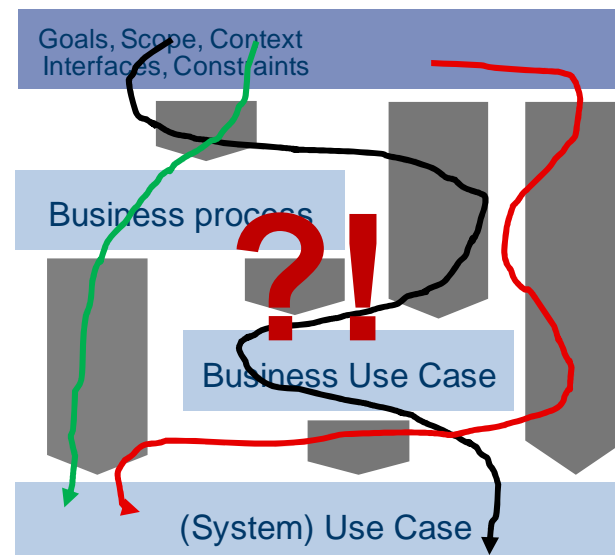 Goals, Scope, Context
Interfaces, Constraints
Business process
?!
Business Use Case
(System) Use Case